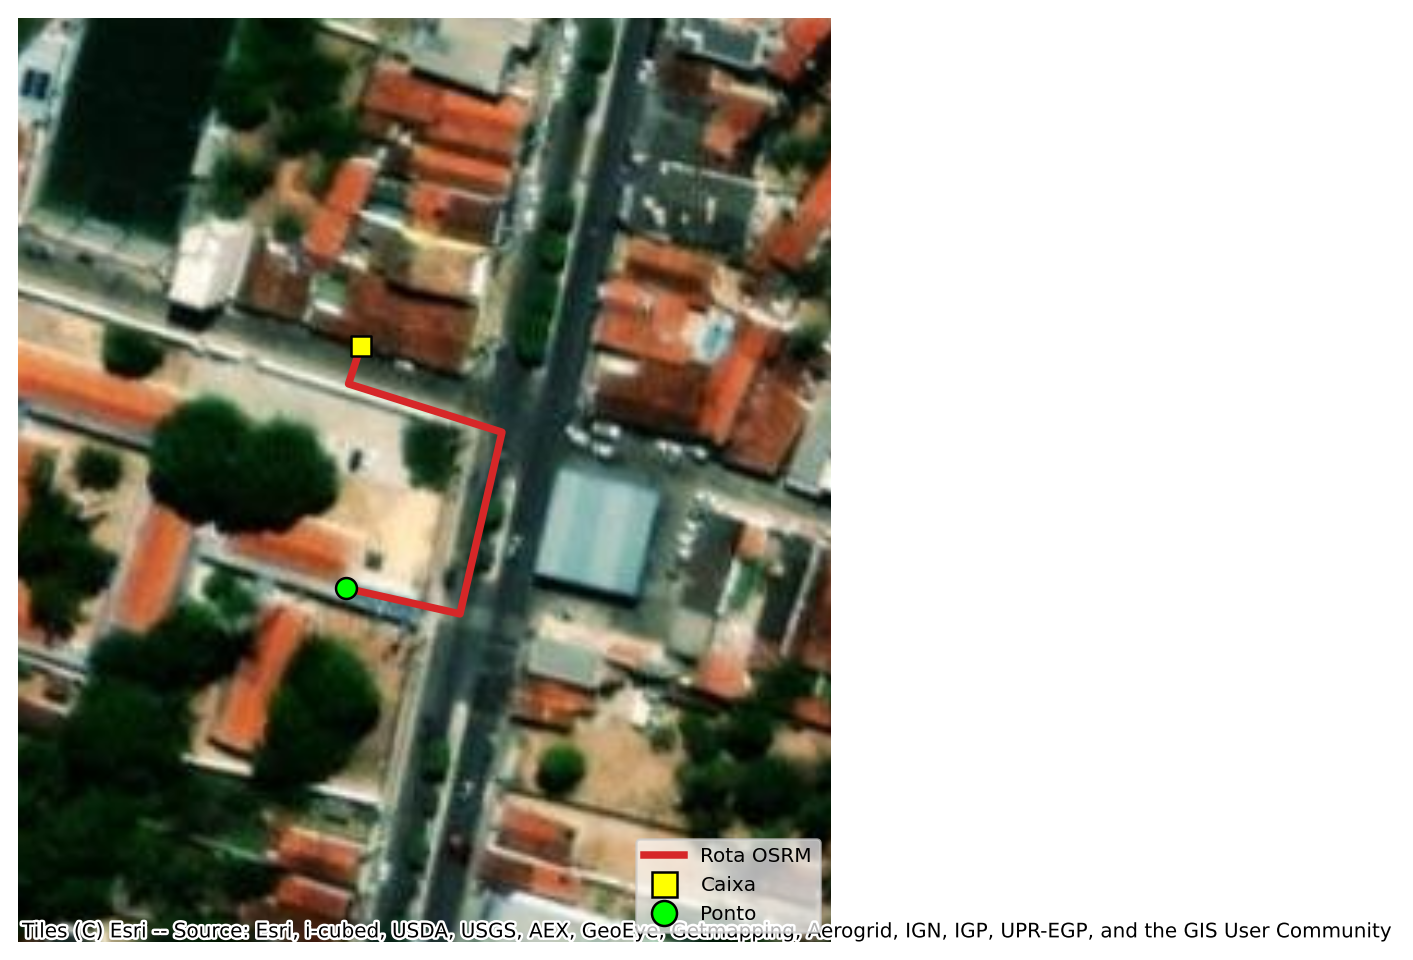 Rota OSRM
Caixa
Ponto
Tiles (C) Esri -- Source: Esri, i-cubed, USDA, USGS, AEX, GeoEye, Getmapping, Aerogrid, IGN, IGP, UPR-EGP, and the GIS User Community